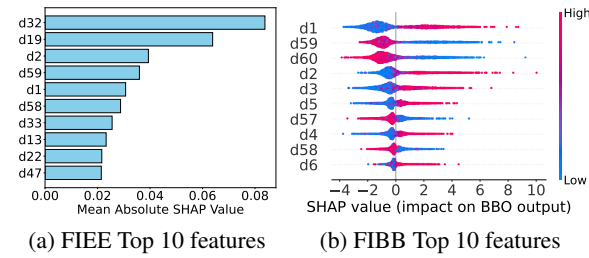 d32
d19
d2
d59
d1
d58
d33
d13
d22
d47
0.00 0.02 0.04 0.06 0.08
Mean Absolute SHAP Value
(a) FIEE Top 10 features
High
d1
d59
d60
d2
d3
d5
d57
d4
d58
d6
Low
−4 −2 0 2 4 6 8 10
SHAP value (impact on BBO output)
(b) FIBB Top 10 features